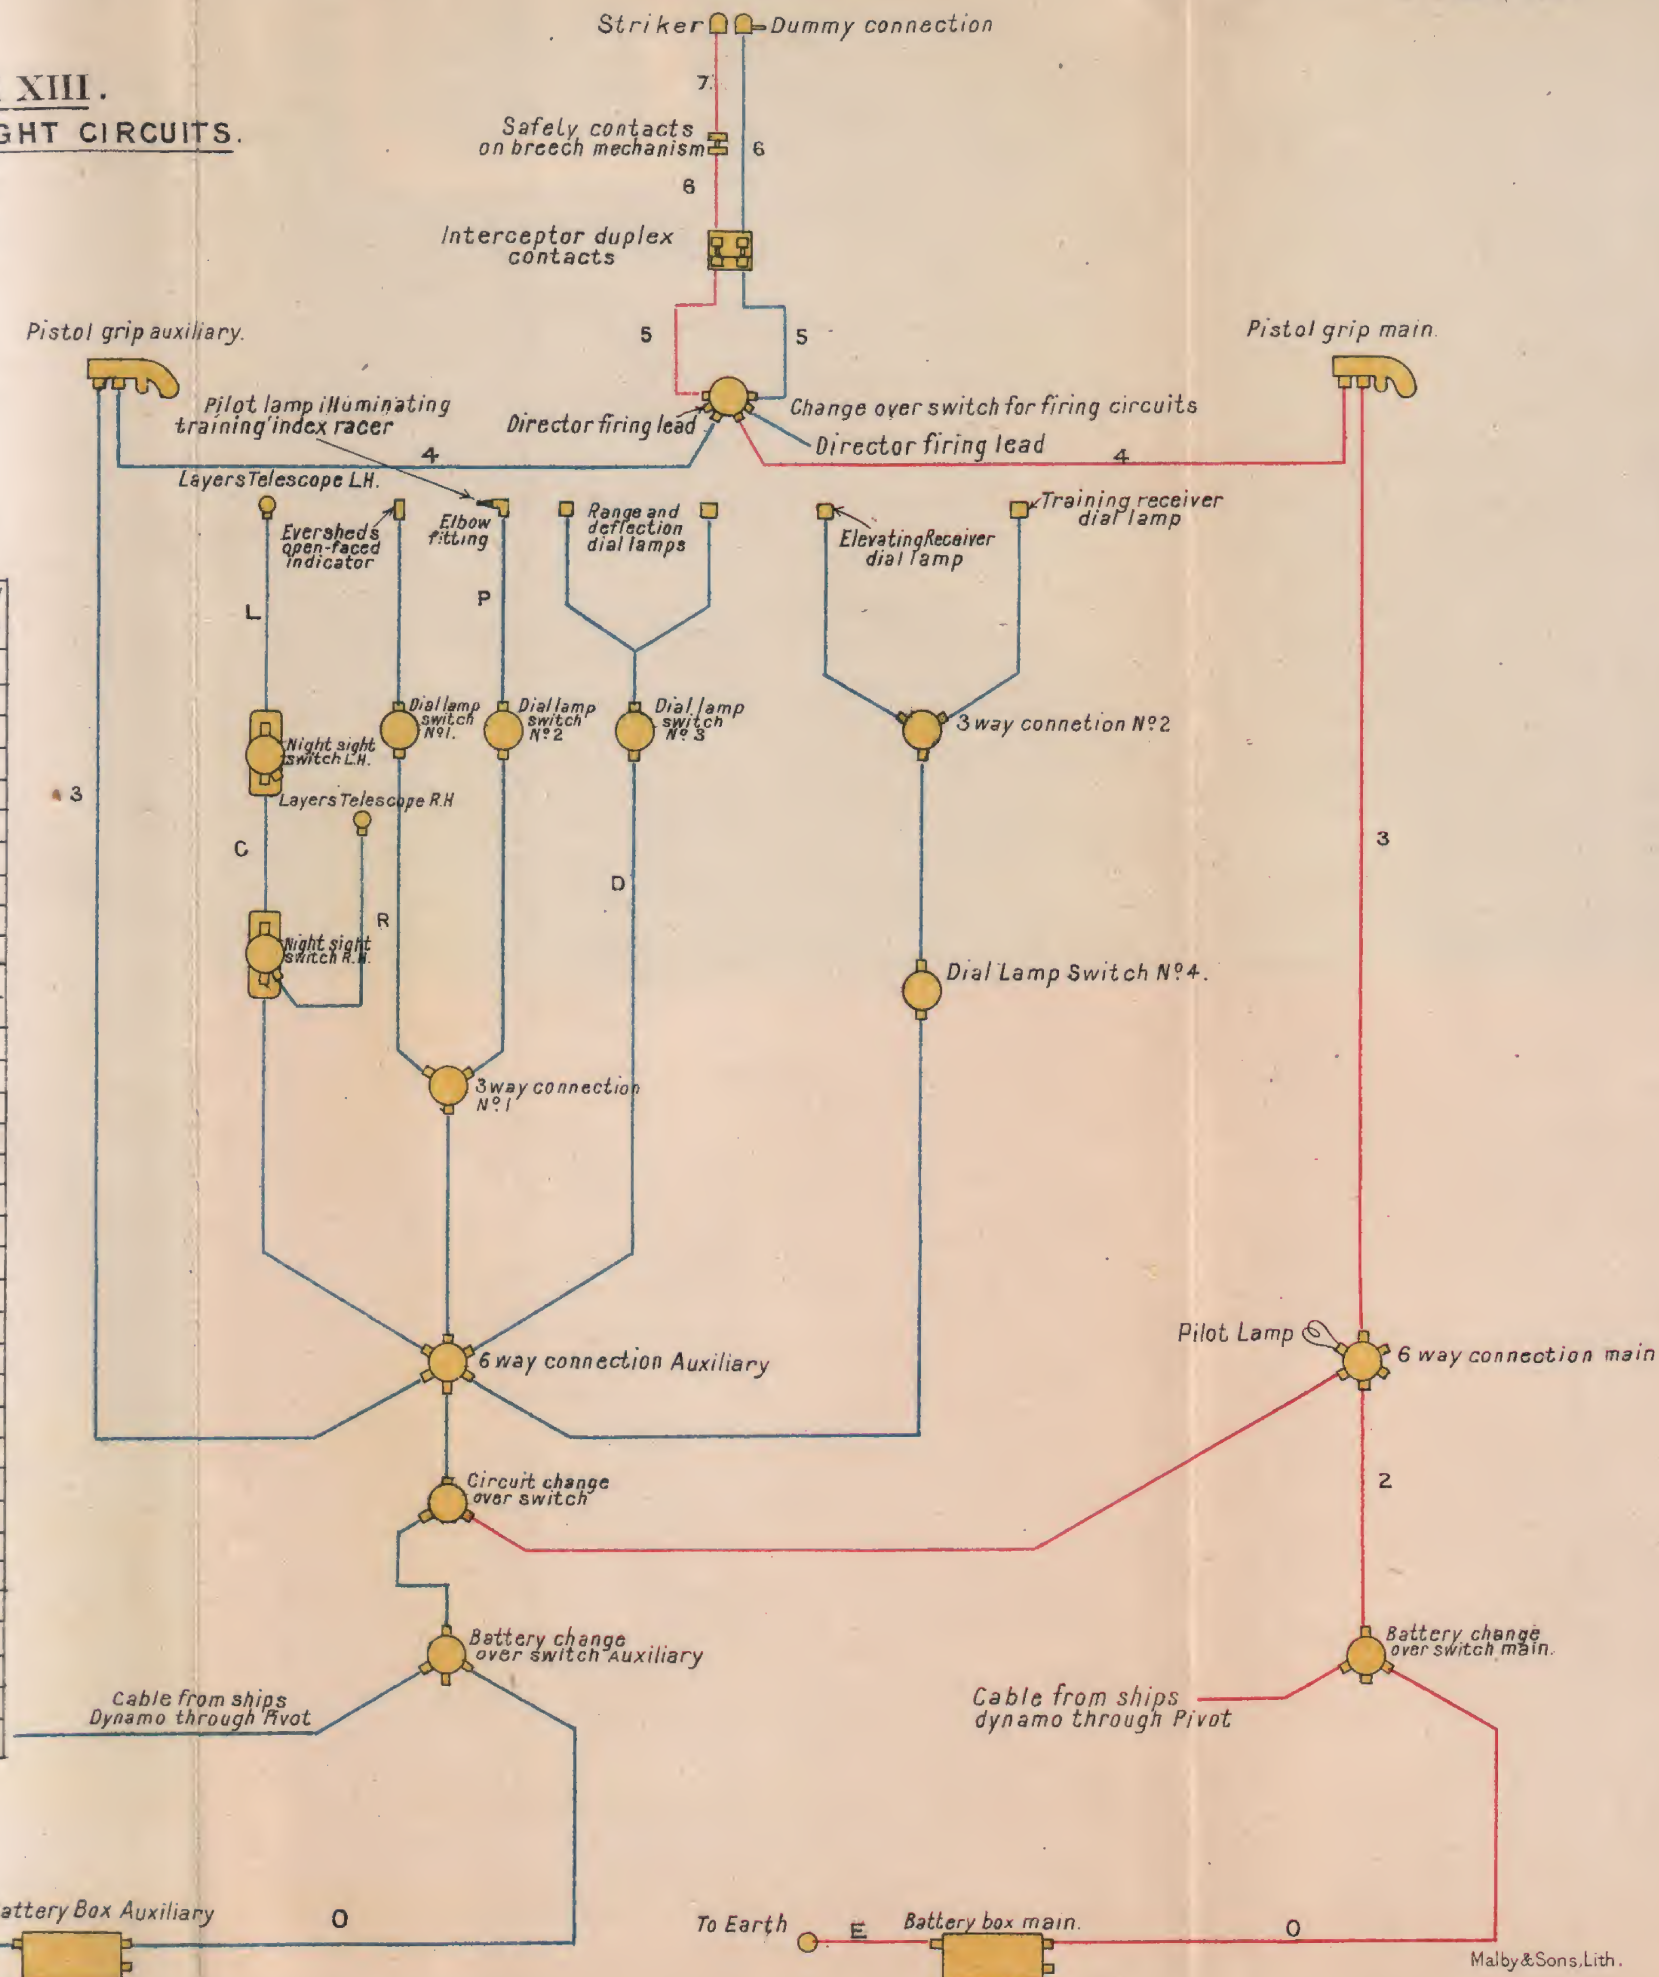 XIII.
GHT CIRCUITS.
Striker
Dummy connection
7
Safely contacts
on breech mechanism
6
6
Interceptor duplex
contacts
5
5
Pistol grip auxiliary.
Pistol grip main.
Pilot lamp illuminating
training index racer
Director firing lead
Change over switch for firing circuits
Director firing lead
4
4
Layers Telescope L.H.
Evershed's
open-faced
indicator
Elbow
fitting
Range and
deflection
dial lamps
Elevating Receiver
dial lamp
Training receiver
dial lamp
L
P
Dial lamp
switch
Nº1.
Dial lamp
switch
Nº2
Dial lamp
switch
Nº3
3 way connetion Nº2
Night sight
switch L.H.
3
Layers Telescope R.H
C
3
D
R
Night sight
switch R.H.
Dial Lamp Switch Nº4.
3 way connection
Nº1
Pilot Lamp
6 way connection Auxiliary
6 way connection main
Circuit change
over switch
2
Battery change
over switch Auxiliary
Battery change
over switch main.
Cable from ships
Dynamo through Pivot
Cable from ships
dynamo through Pivot
attery Box Auxiliary
O
To Earth
E
Battery box main.
O
Malby&Sons,Lith.